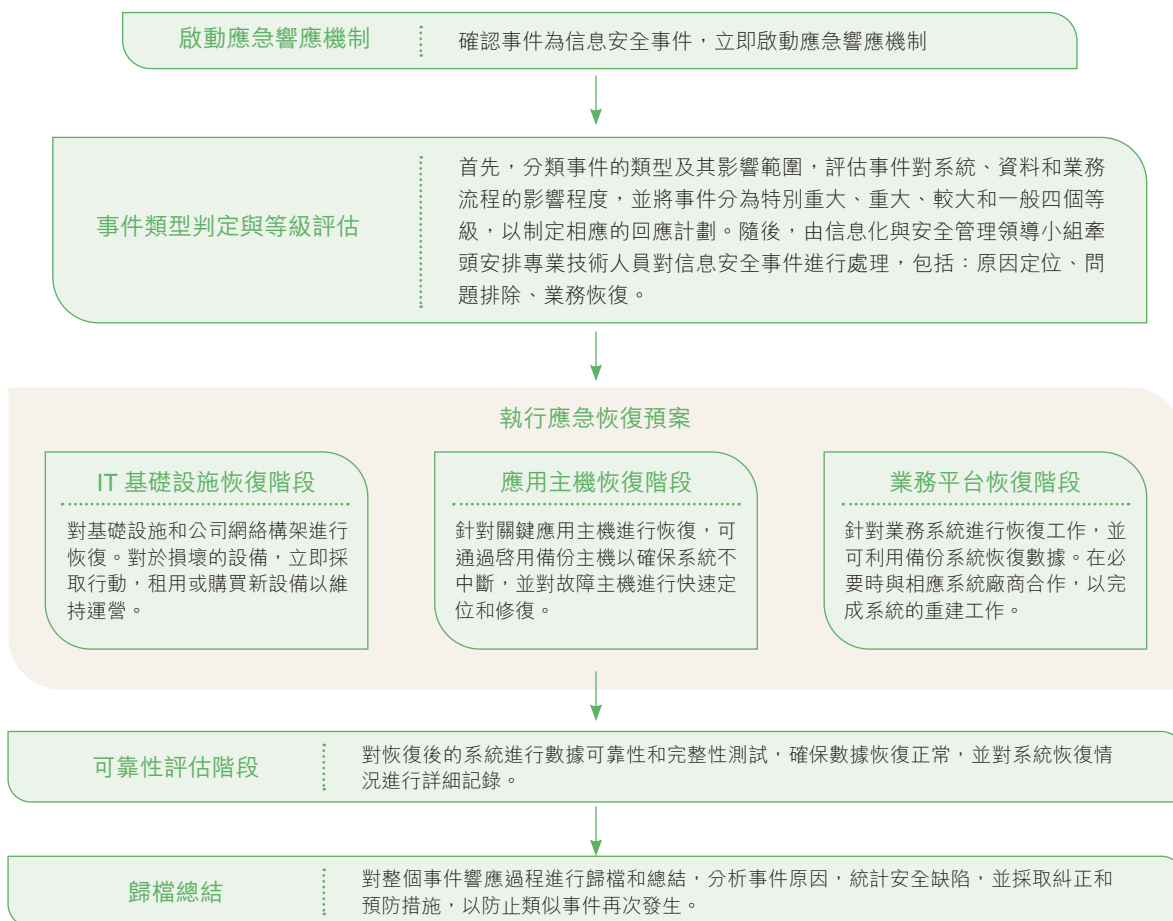 啟動應急響應機制
確認事件為信息安全事件，立即啟動應急響應機制
事件類型判定與等級評估
首先，分類事件的類型及其影響範圍，評估事件對系統、資料和業務
流程的影響程度，並將事件分為特別重大、重大、較大和一般四個等
級，以制定相應的回應計劃。隨後，由信息化與安全管理領導小組牽
頭安排專業技術人員對信息安全事件進行處理，包括：原因定位、問
題排除、業務恢復。
執行應急恢復預案
IT 基礎設施恢復階段
對基礎設施和公司網絡構架進行
恢復。對於損壞的設備，立即採
取行動，租用或購買新設備以維
持運營。
應用主機恢復階段
針對關鍵應用主機進行恢復，可
通過啓用備份主機以確保系統不
中斷，並對故障主機進行快速定
位和修復。
業務平台恢復階段
針對業務系統進行恢復工作，並
可利用備份系統恢復數據。在必
要時與相應系統廠商合作，以完
成系統的重建工作。
可靠性評估階段
對恢復後的系統進行數據可靠性和完整性測試，確保數據恢復正常，並對系統恢復情
況進行詳細記錄。
歸檔總結
對整個事件響應過程進行歸檔和總結，分析事件原因，統計安全缺陷，並採取糾正和
預防措施，以防止類似事件再次發生。